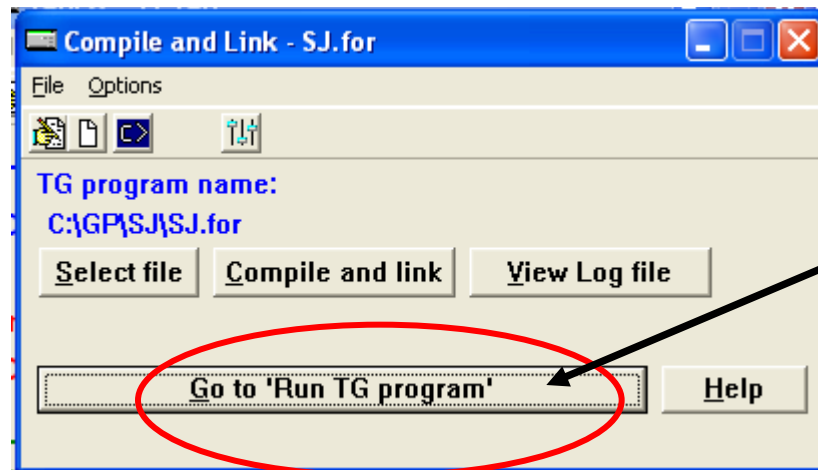 Compile and Link - SJ.for
File Options
TG program name:
C:\GP\SJ\SJ.for
Select file Compile and link View Log file
Go to 'Run TG program' Help